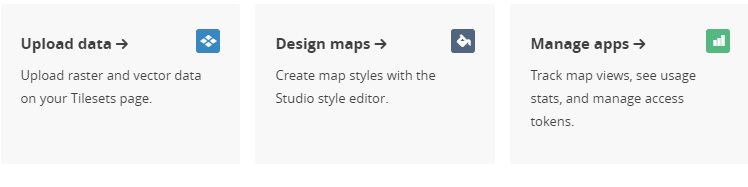 Upload data →
Upload raster and vector data
on your Tilesets page.
Design maps →
Create map styles with the
Studio style editor.
Manage apps →
Track map views, see usage
stats, and manage access
tokens.